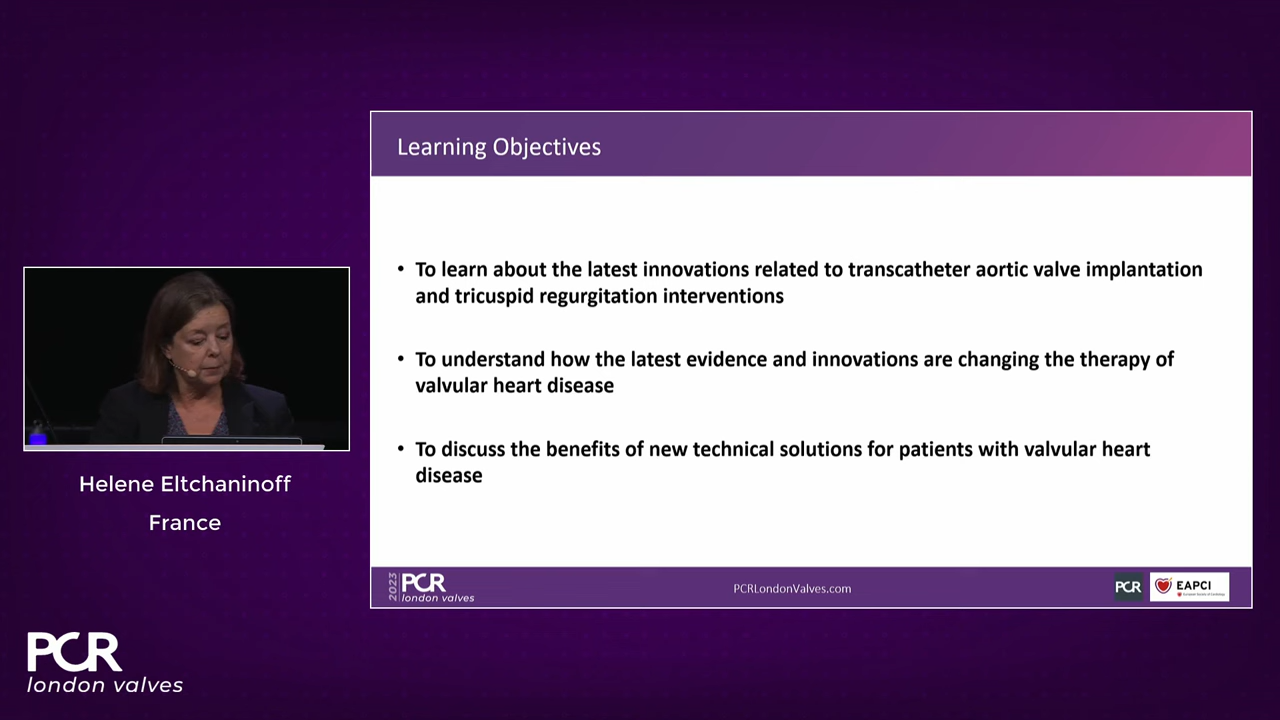 Learning Objectives
• To learn about the latest innovations related to transcatheter aortic valve implantation
and tricuspid regurgitation interventions
• To understand how the latest evidence and innovations are changing the therapy of
valvular heart disease
• To discuss the benefits of new technical solutions for patients with valvular heart
disease
Helene Eltchaninoff
France
2023
PCR
london valves
PCRLondonValves.com
PCR
EAPCI
PCR
london valves